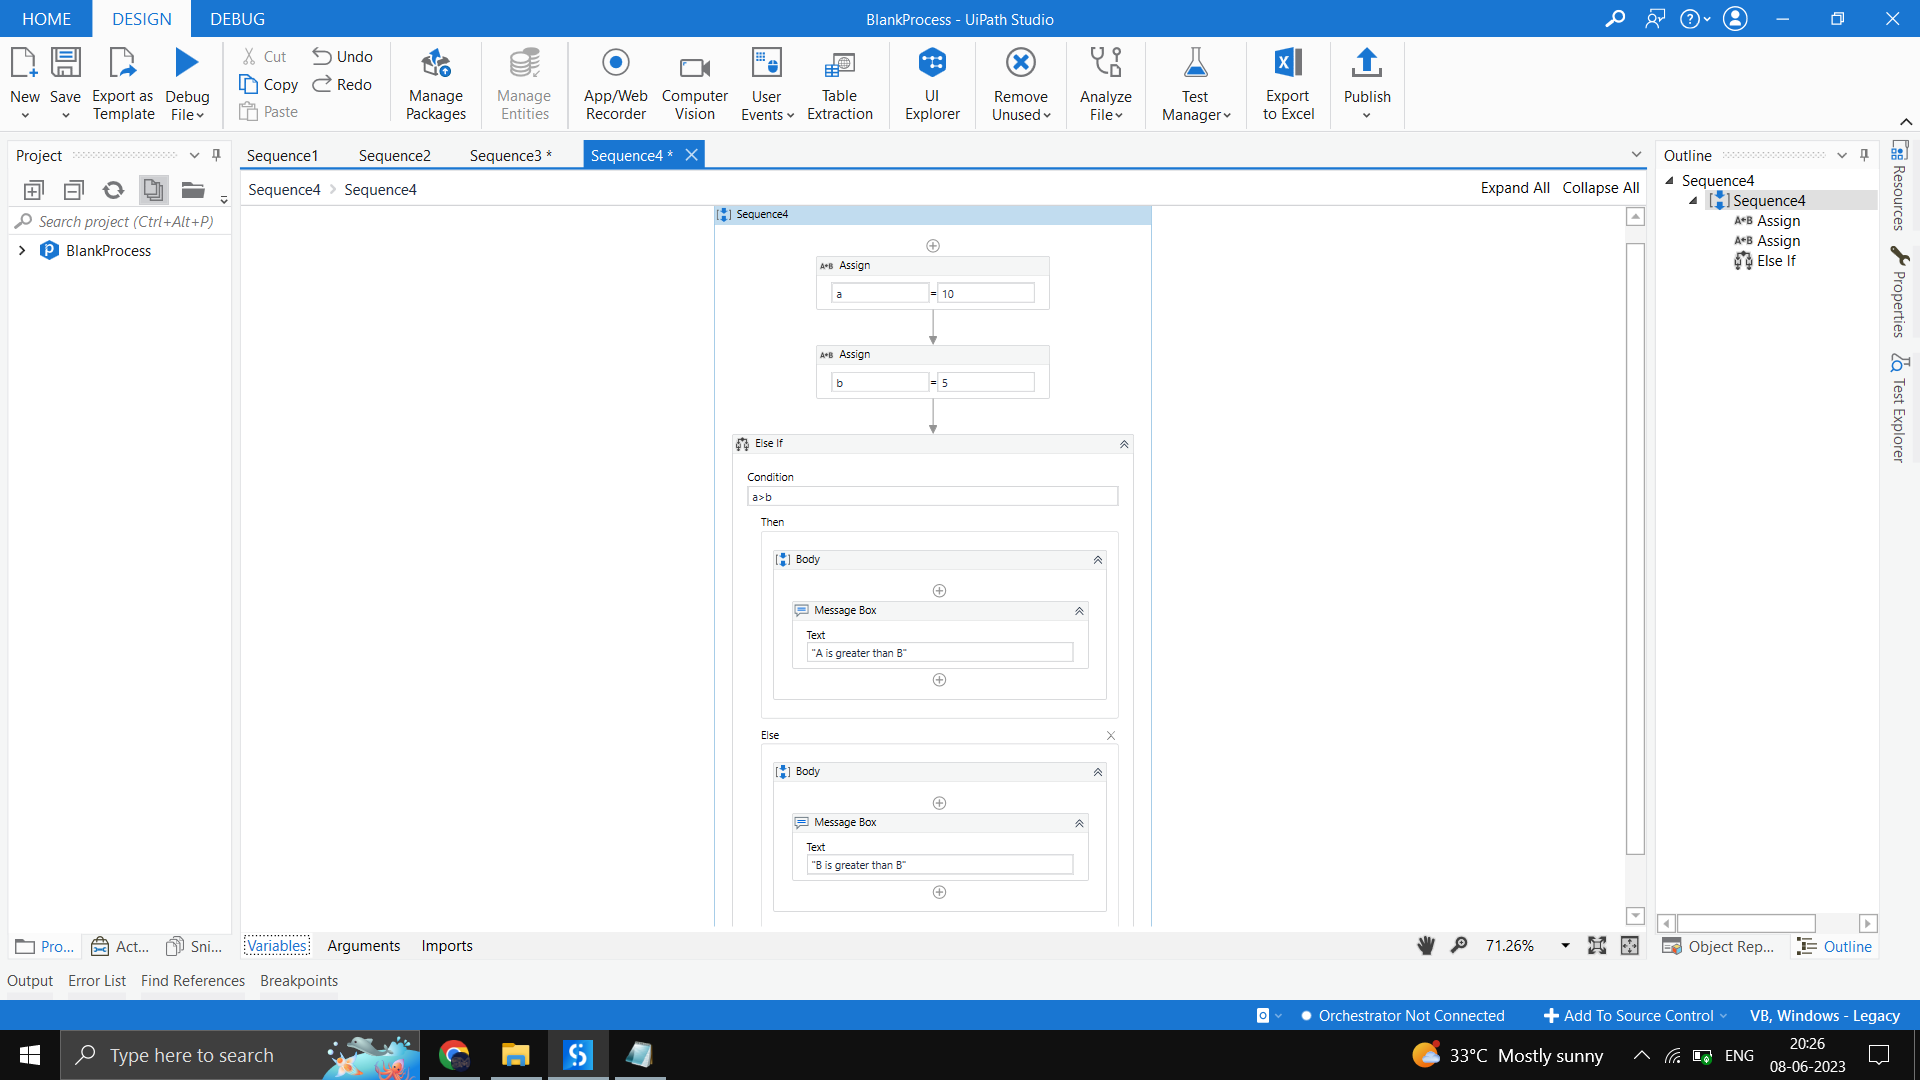 HOME DESIGN DEBUG
BlankProcess - UiPath Studio
New Save Export as Template Debug File
Cut Copy Paste Undo Redo
Manage Packages
Manage Entities
App/Web Recorder
Computer Vision
User Events
Table Extraction
UI Explorer
Remove Unused
Analyze File
Test Manager
Export to Excel
Publish
Project
Search project (Ctrl+Alt+P)
BlankProcess
Sequence1 Sequence2 Sequence3 * Sequence4 *
Sequence4 Sequence4
Expand All Collapse All
Sequence4
A+B Assign
a = 10
A+B Assign
b = 5
Else If
Condition
a>b
Then
Body
Message Box
Text
"A is greater than B"
Else
Body
Message Box
Text
"B is greater than B"
Outline
Sequence4
Sequence4
A+B Assign
A+B Assign
Else If
Resources
Properties
Test Explorer
Pro... Act... Sni...
Variables Arguments Imports
71.26%
Object Rep... Outline
Output Error List Find References Breakpoints
Orchestrator Not Connected Add To Source Control VB, Windows - Legacy
Type here to search
33°C Mostly sunny
ENG
20:26
08-06-2023